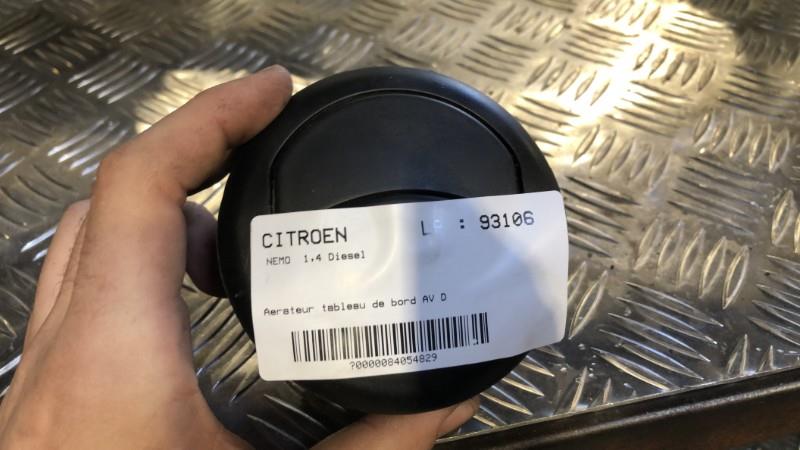 CITROEN : 93106
NEMO 1,4 Diesel
Aerateur tableau de bord AV D
?0000084054829